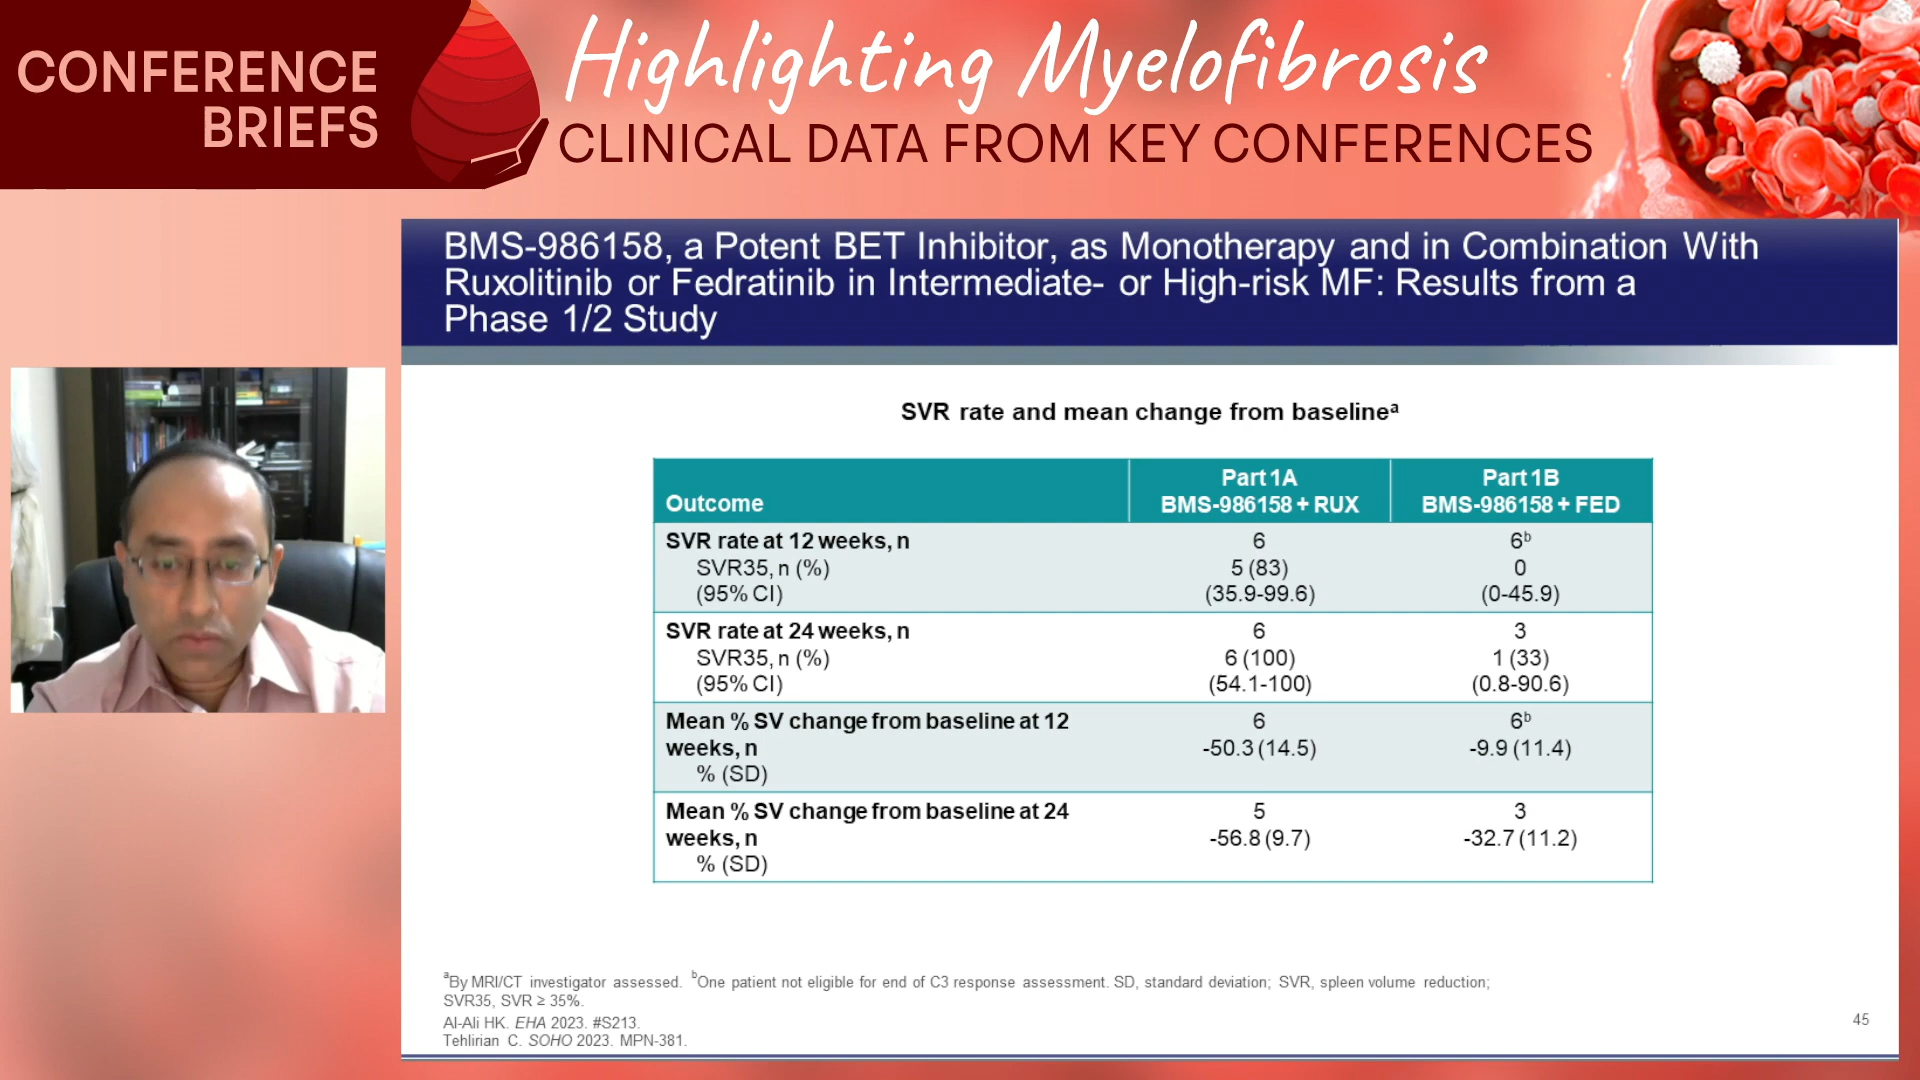 CONFERENCE
BRIEFS
Highlighting Myelofibrosis
CLINICAL DATA FROM KEY CONFERENCES
BMS-986158, a Potent BET Inhibitor, as Monotherapy and in Combination With
Ruxolitinib or Fedratinib in Intermediate- or High-risk MF: Results from a
Phase 1/2 Study
SVR rate and mean change from baselineᵃ
Outcome
Part 1A
BMS-986158 + RUX
Part 1B
BMS-986158 + FED
SVR rate at 12 weeks, n 6 6ᵇ
SVR35, n (%) 5 (83) 0
(95% CI) (35.9-99.6) (0-45.9)
SVR rate at 24 weeks, n 6 3
SVR35, n (%) 6 (100) 1 (33)
(95% CI) (54.1-100) (0.8-90.6)
Mean % SV change from baseline at 12 6 6ᵇ
weeks, n -50.3 (14.5) -9.9 (11.4)
% (SD)
Mean % SV change from baseline at 24 5 3
weeks, n -56.8 (9.7) -32.7 (11.2)
% (SD)
ᵃBy MRI/CT investigator assessed. ᵇOne patient not eligible for end of C3 response assessment. SD, standard deviation; SVR, spleen volume reduction;
SVR35, SVR ≥ 35%.
Al-Ali HK. EHA 2023. #S213.
Tehlirian C. SOHO 2023. MPN-381.
45